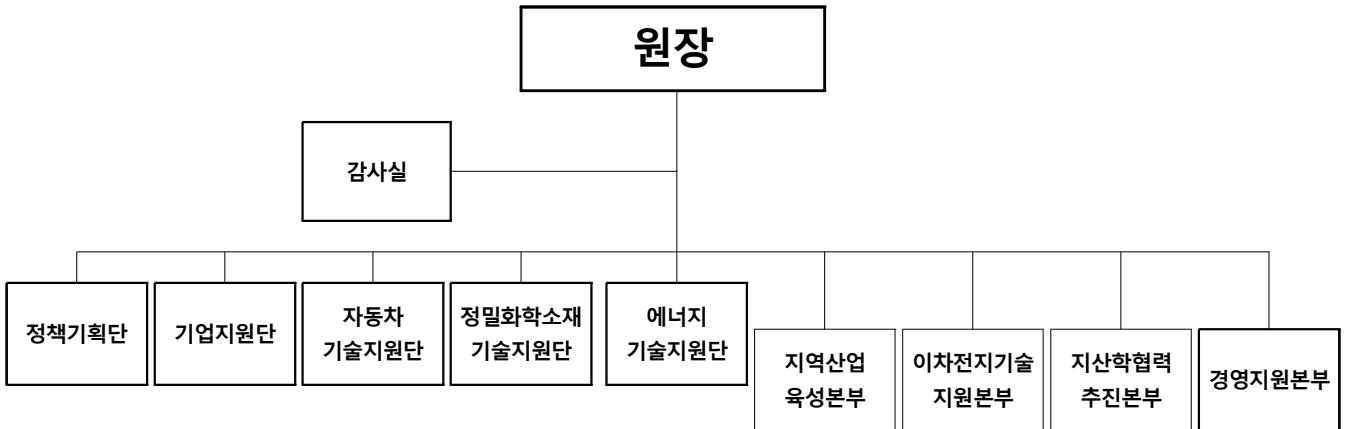 원장
감사실
정책기획단
기업지원단
자동차
기술지원단
정밀화학소재
기술지원단
에너지
기술지원단
지역산업
육성본부
이차전지기술
지원본부
지산학협력
추진본부
경영지원본부